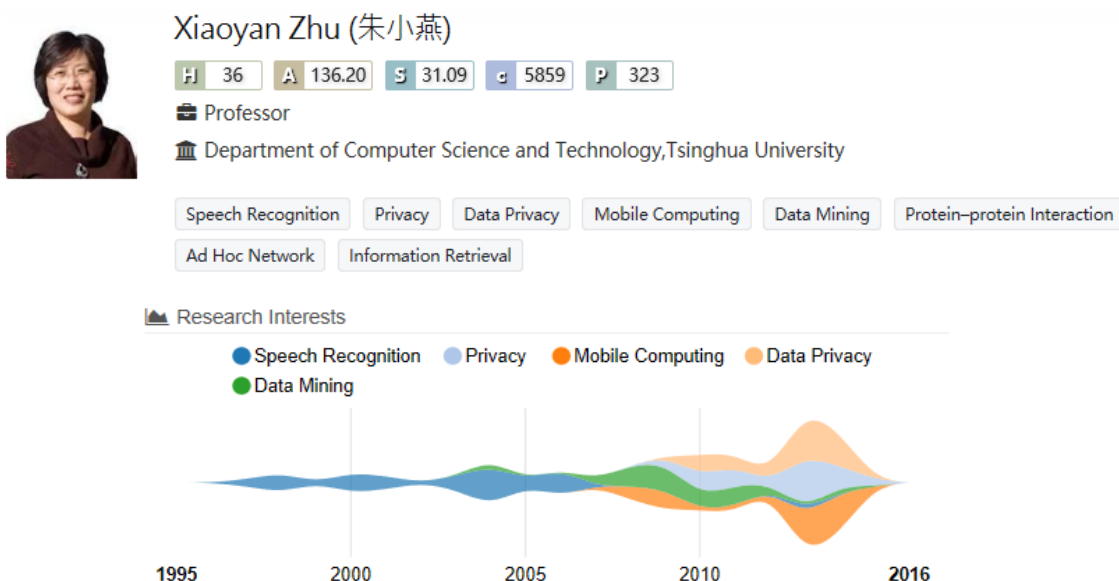 Xiaoyan Zhu (朱小燕)
H 36 A 136.20 S 31.09 c 5859 P 323
Professor
Department of Computer Science and Technology,Tsinghua University
Speech Recognition Privacy Data Privacy Mobile Computing Data Mining Protein–protein Interaction
Ad Hoc Network Information Retrieval
Research Interests
Speech Recognition Privacy Mobile Computing Data Privacy
Data Mining
1995 2000 2005 2010 2016